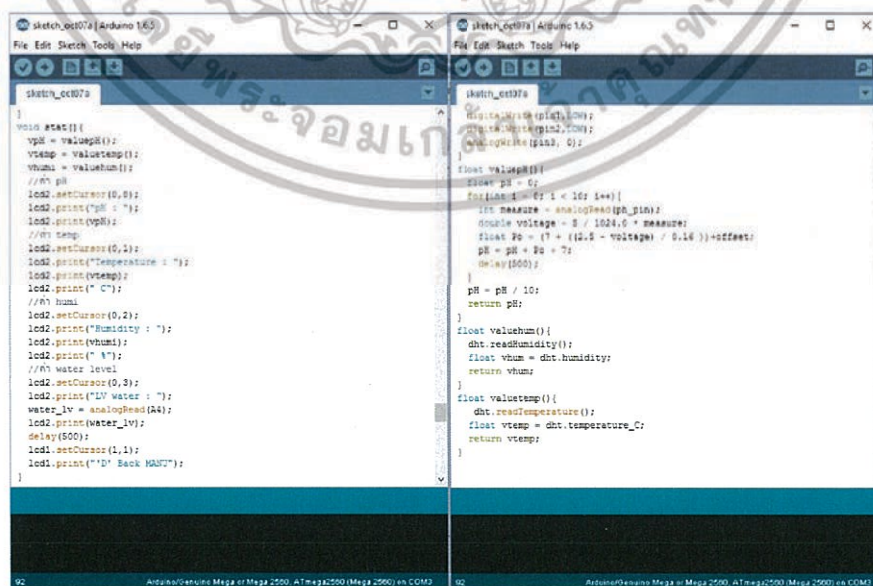 sketch_oct07a | Arduino 1.6.5
File Edit Sketch Tools Help
sketch_oct07a
}
void stat(){
vpH = valuepH();
vtemp = valuetemp();
vhumi = valuehum();
//ค่า pH
lcd2.setCursor(0,0);
lcd2.print("pH : ");
lcd2.print(vpH);
//ค่า temp
lcd2.setCursor(0,1);
lcd2.print("Temperature : ");
lcd2.print(vtemp);
lcd2.print(" C");
//ค่า humi
lcd2.setCursor(0,2);
lcd2.print("Humidity : ");
lcd2.print(vhumi);
lcd2.print(" %");
//ค่า water level
lcd2.setCursor(0,3);
lcd2.print("LV water : ");
water_lv = analogRead(A4);
lcd2.print(water_lv);
delay(500);
lcd1.setCursor(1,1);
lcd1.print("'D' Back MANU");
}
92
Arduino/Genuino Mega or Mega 2560, ATmega2560 (Mega 2560) on COM3
sketch_oct07a | Arduino 1.6.5
File Edit Sketch Tools Help
sketch_oct07a
digitalWrite(pin1,LOW);
digitalWrite(pin2,LOW);
analogWrite(pin3, 0);
}
float valuepH(){
float pH = 0;
for(int i = 0; i < 10; i++){
int measure = analogRead(ph_pin);
double voltage = 5 / 1024.0 * measure;
float Po = (7 + ((2.5 - voltage) / 0.16 ))+offset;
pH = pH + Po + 7;
delay(500);
}
pH = pH / 10;
return pH;
}
float valuehum(){
dht.readHumidity();
float vhum = dht.humidity;
return vhum;
}
float valuetemp(){
dht.readTemperature();
float vtemp = dht.temperature_C;
return vtemp;
}
92
Arduino/Genuino Mega or Mega 2560, ATmega2560 (Mega 2560) on COM3